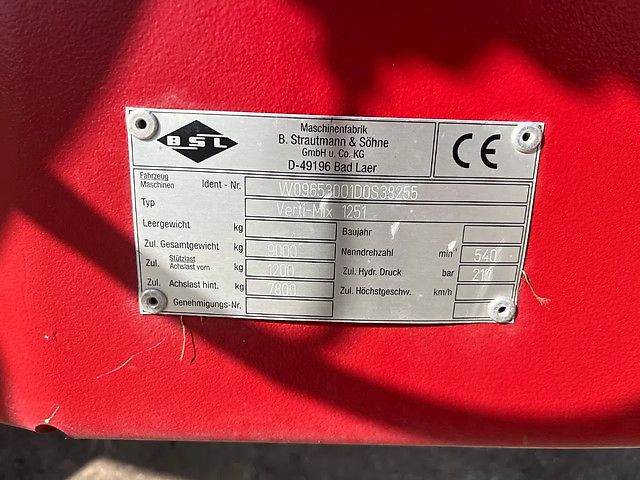 BSL
Maschinenfabrik
B. Strautmann & Söhne
GmbH u. Co. KG
D-49196 Bad Laer
CE
Fahrzeug
Maschinen
Ident - Nr. W09653001D0S38255
Typ Verti-Mix 1251
Leergewicht kg
Baujahr
Zul. Gesamtgewicht kg 9000
Nenndrehzahl min 540
Zul. Stützlast
Achslast vorn kg 1200
Zul. Hydr. Druck bar 210
Zul. Achslast hint. kg 7800
Zul. Höchstgeschw. km/h
Genehmigungs-Nr.